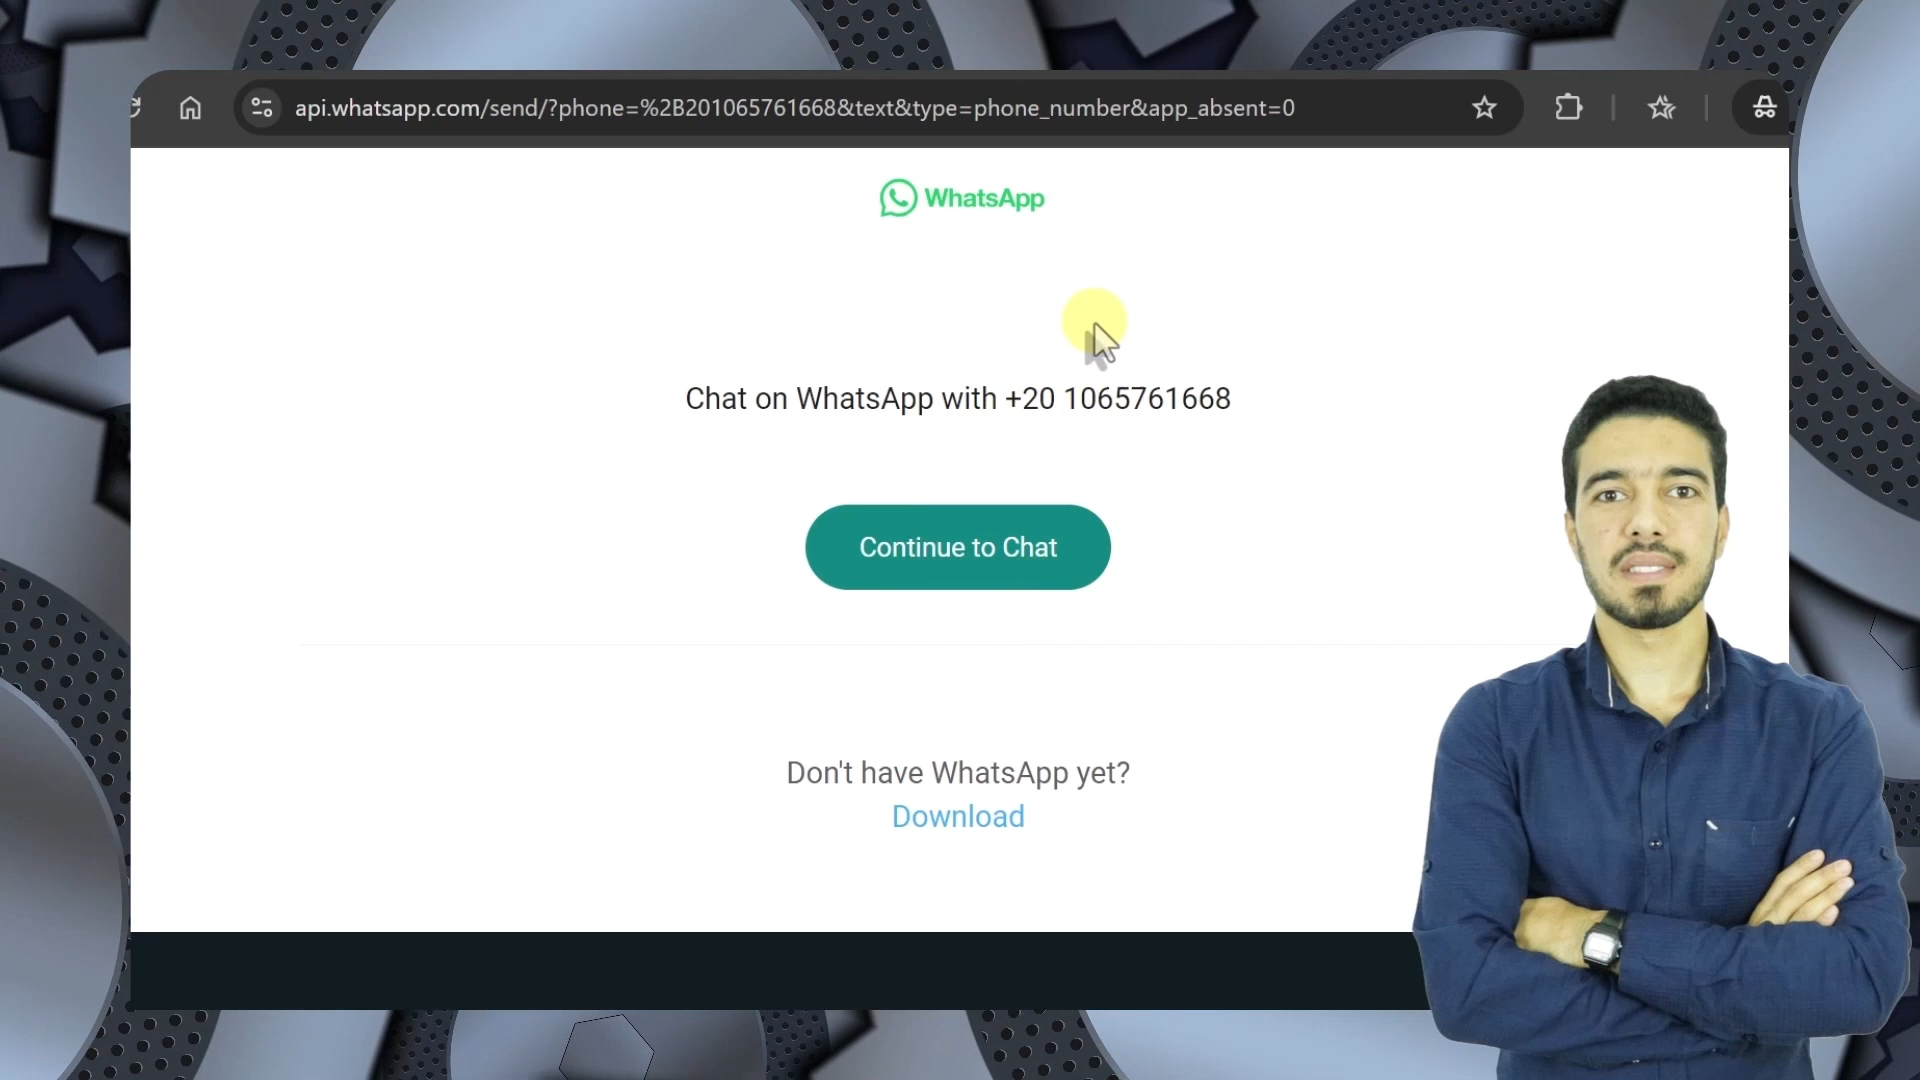 api.whatsapp.com/send/?phone=%2B201065761668&text&type=phone_number&app_absent=0
WhatsApp
Chat on WhatsApp with +20 1065761668
Continue to Chat
Don't have WhatsApp yet?
Download